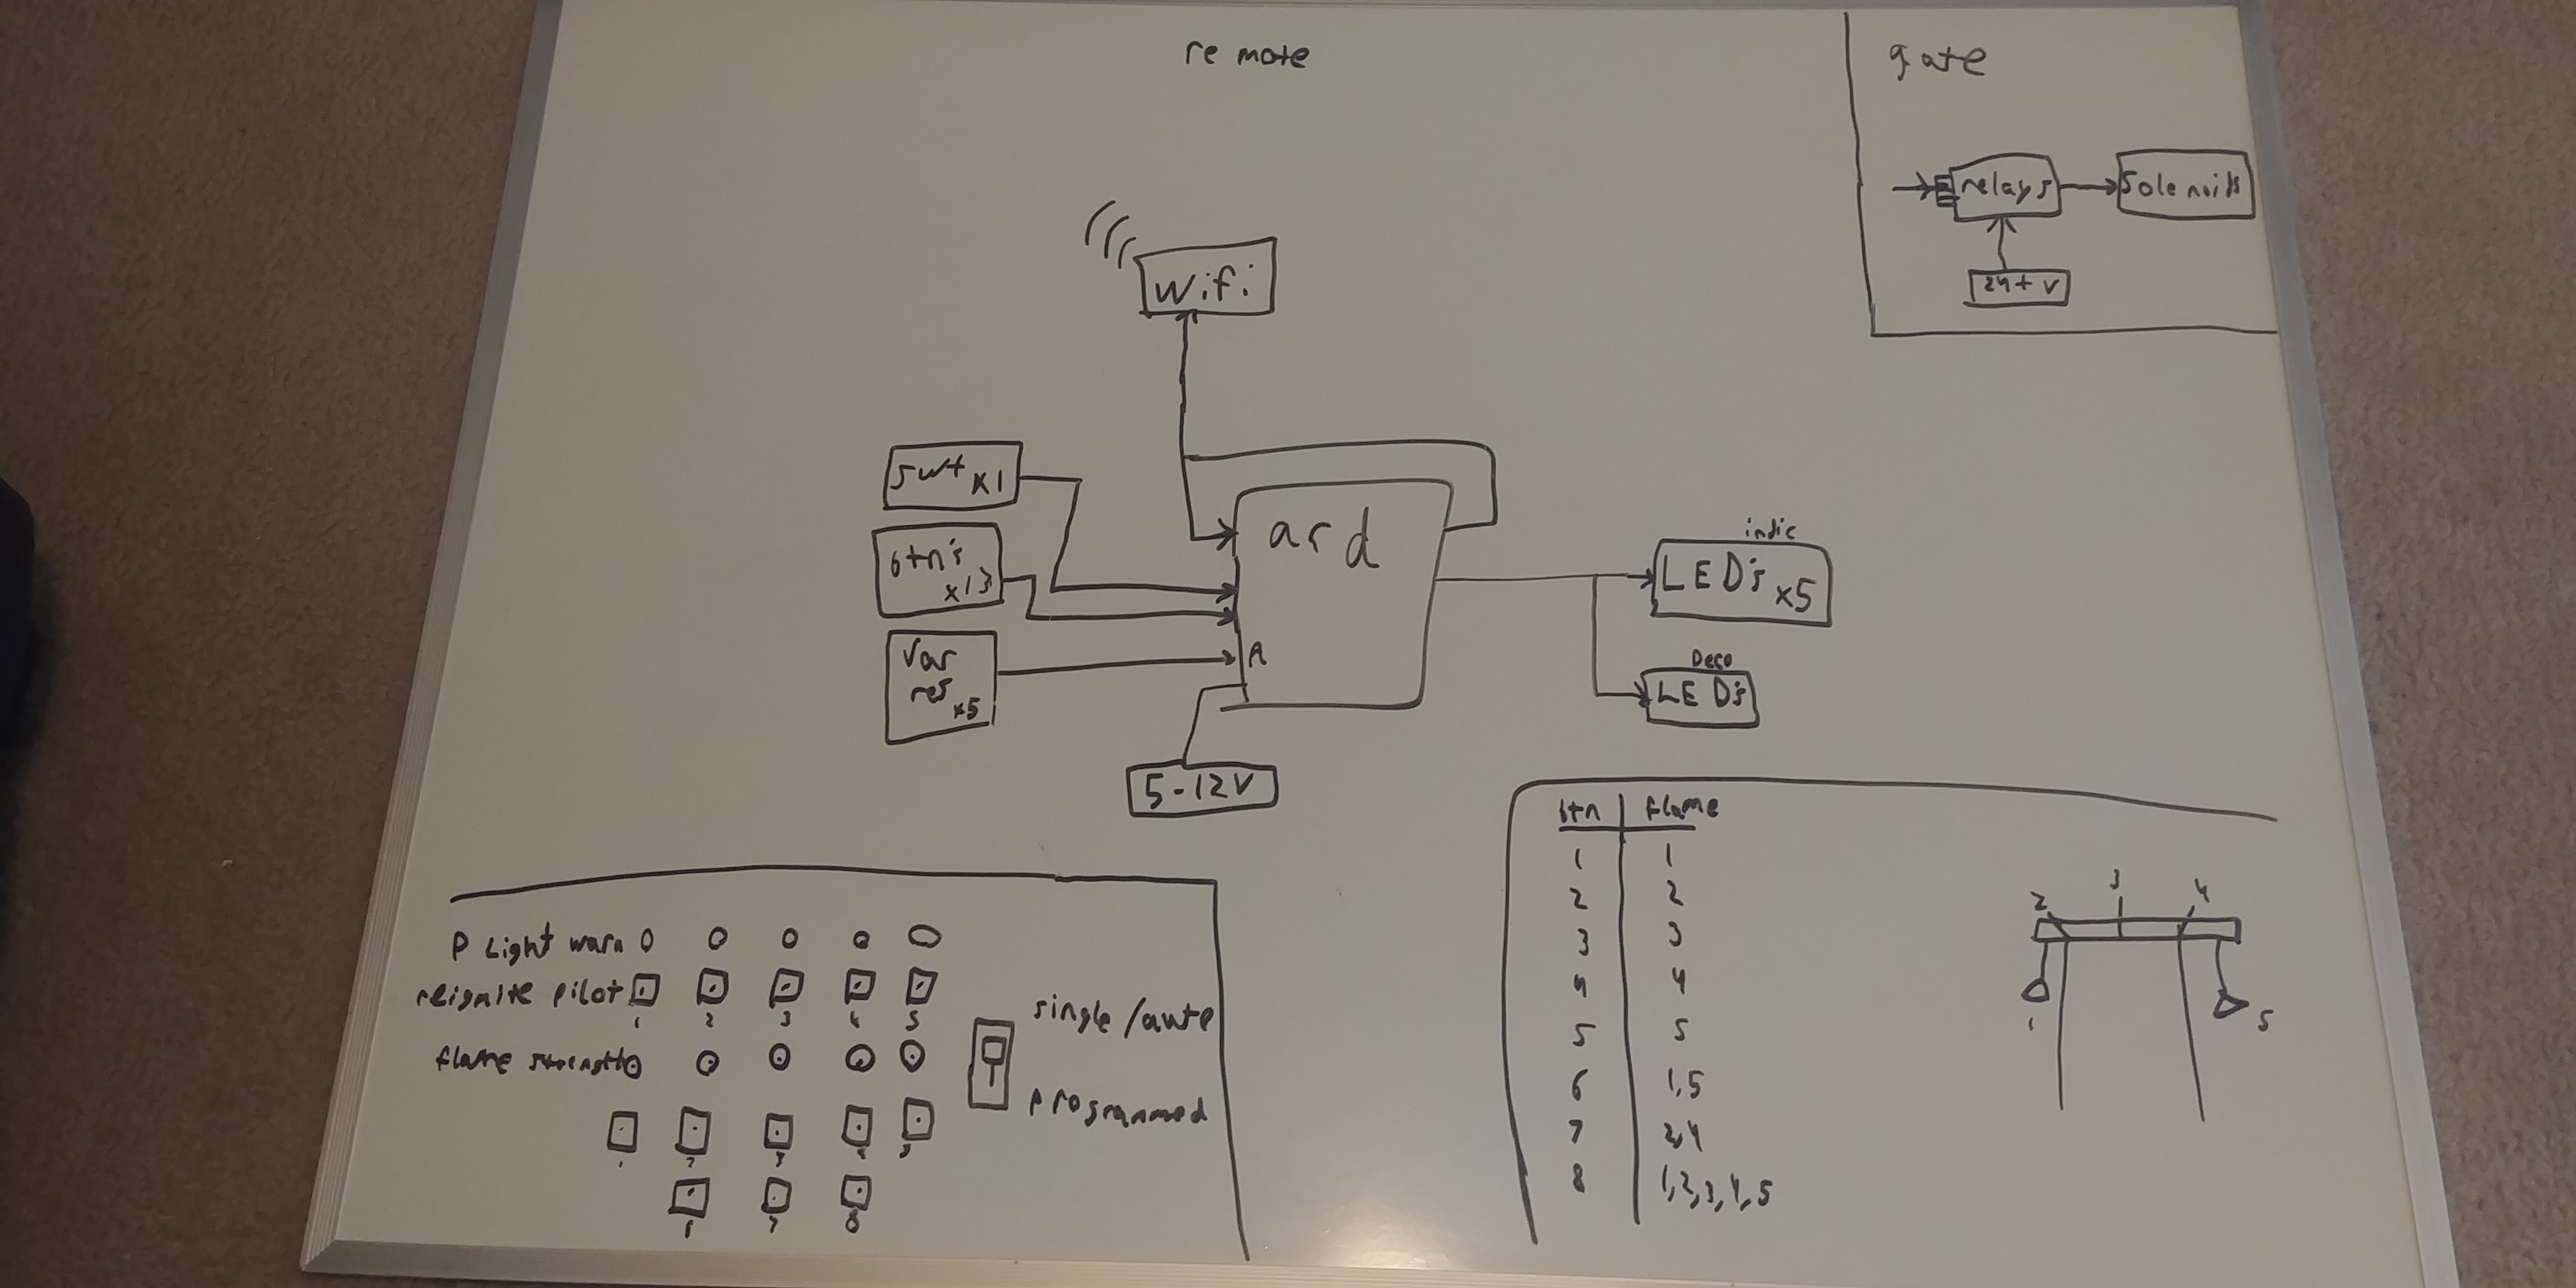 re mote
gate
relays
Solenoids
24+ v
wifi
swt x1
btn's x13
Var res x5
ard
A
5-12V
indic
LED's x5
Deco
LED's
P Light warn
reignite pilot
1 2 3 4 5
flame strength
1 2 3 4 5
6 7 8
single/auto
programmed
btn flame
1 1
2 2
3 3
4 4
5 5
6 1,5
7 2,4
8 1,2,3,4,5
2 3 4
1 5